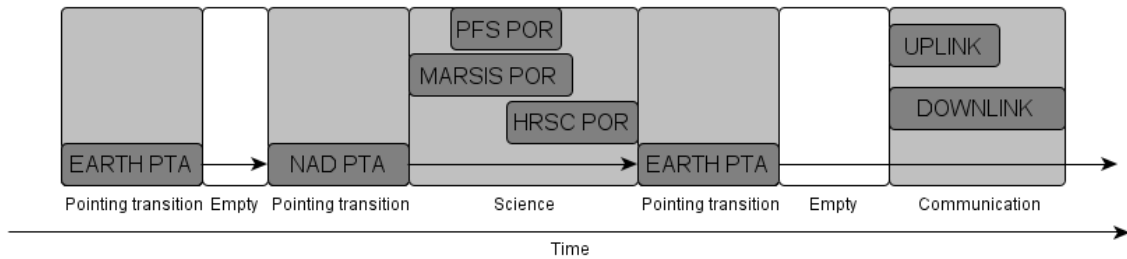 PFS POR
UPLINK
MARSIS POR
DOWNLINK
HRSC POR
EARTH PTA
NAD PTA
EARTH PTA
Pointing transition
Empty
Pointing transition
Science
Pointing transition
Empty
Communication
Time